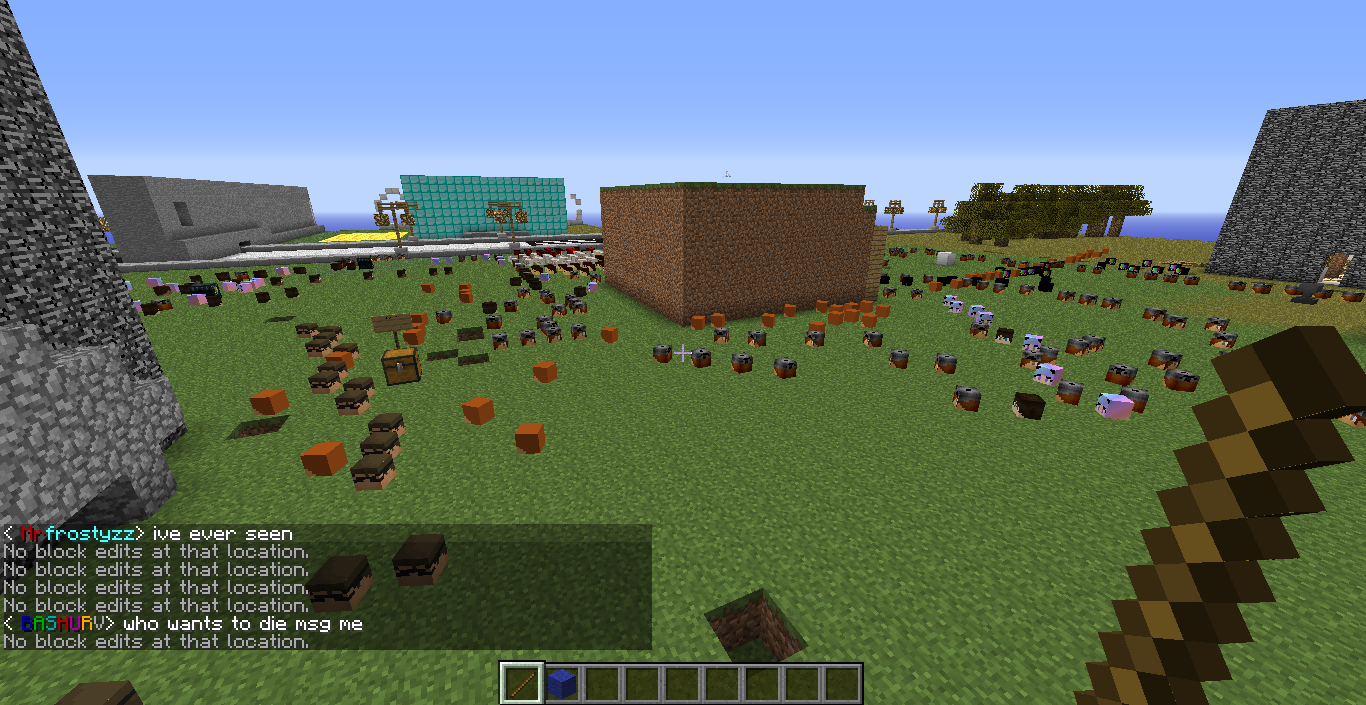 < Mrfrostyzz> ive ever seen
No block edits at that location.
No block edits at that location.
No block edits at that location.
No block edits at that location.
< BASHURV> who wants to die msg me
No block edits at that location.